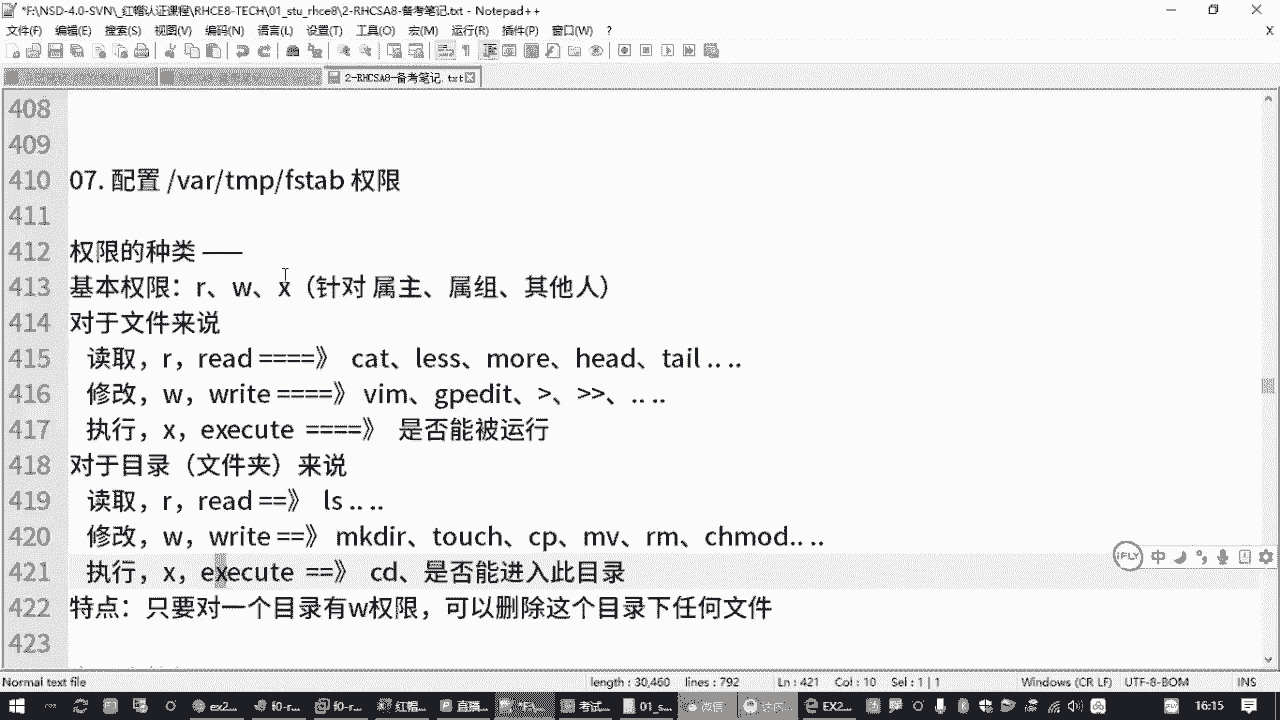 *F:\NSD-4.0-SVN\_红帽认证课程\RHCE8-TECH\01_stu_rhce8\2-RHCSA8-备考笔记.txt - Notepad++
文件(F) 编辑(E) 搜索(S) 视图(V) 编码(N) 语言(L) 设置(T) 工具(O) 宏(M) 运行(R) 插件(P) 窗口(W) ?
X
2-RHCSA8-备考笔记.txt
408
409
410 07. 配置 /var/tmp/fstab 权限
411
412 权限的种类 ——
413 基本权限：r、w、x（针对 属主、属组、其他人）
414 对于文件来说
415 读取，r，read ====》 cat、less、more、head、tail .. ..
416 修改，w，write ====》 vim、gpedit、>、>>、.. ..
417 执行，x，execute ====》 是否能被运行
418 对于目录（文件夹）来说
419 读取，r，read ==》 ls .. ..
420 修改，w，write ==》 mkdir、touch、cp、mv、rm、chmod.. ..
421 执行，x，execute ==》 cd、是否能进入此目录
422 特点：只要对一个目录有w权限，可以删除这个目录下任何文件
423
iFLY 中
Normal text file length : 30,460 lines : 792 Ln : 421 Col : 10 Sel : 1 | 1 Windows (CR LF) UTF-8-BOM INS
ex2... f0-r... f0-r... 红帽... 直播... 考试... 01_s... 微信 EX2... 16:15